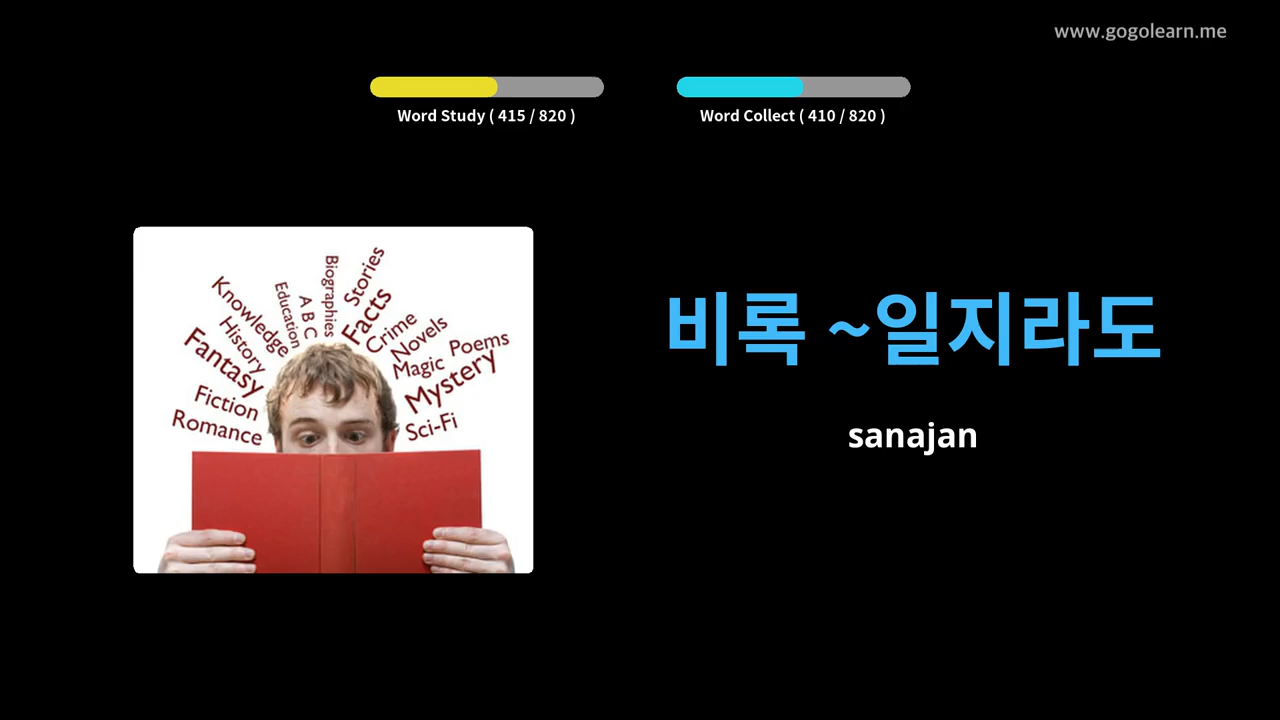 www.gogolearn.me
Word Study ( 415 / 820 )
Word Collect ( 410 / 820 )
Biographies
Stories
Knowledge
Education
A B C
Facts
History
Crime
Novels
Fantasy
Magic
Poems
Mystery
Fiction
Romance
Sci-Fi
비록 ~일지라도
sanajan